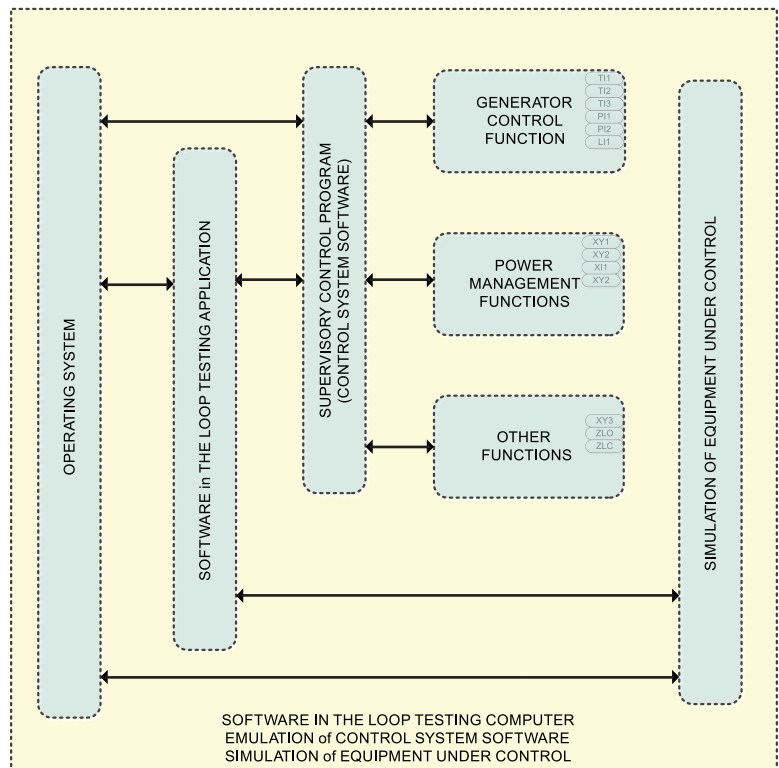 OPERATING SYSTEM
SOFTWARE in THE LOOP TESTING APPLICATION
SUPERVISORY CONTROL PROGRAM
(CONTROL SYSTEM SOFTWARE)
GENERATOR
CONTROL
FUNCTION
TI1
TI2
TI3
PI1
PI2
LI1
POWER
MANAGEMENT
FUNCTIONS
XY1
XY2
XI1
XY2
OTHER
FUNCTIONS
XY3
ZLO
ZLC
SIMULATION OF EQUIPMENT UNDER CONTROL
SOFTWARE IN THE LOOP TESTING COMPUTER
EMULATION of CONTROL SYSTEM SOFTWARE
SIMULATION of EQUIPMENT UNDER CONTROL